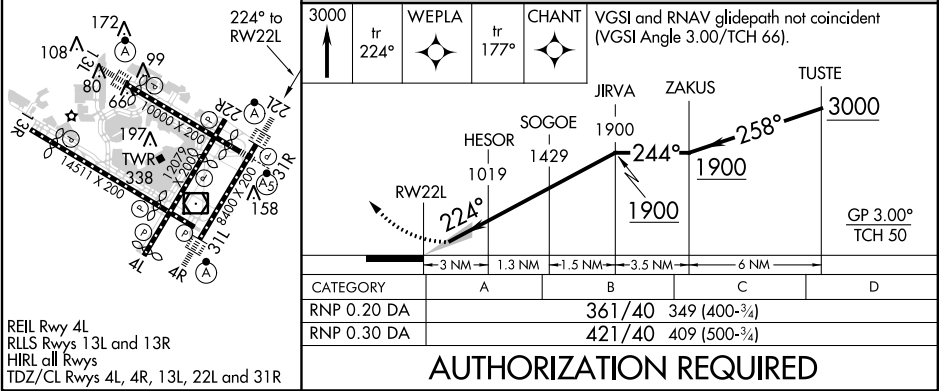 172
A
224° to
RW22L
108
13L
99
80
66
P
10000 X 200
22R
22L
A
13R
P
P
197
TWR
338
12079
X 200
31R
14511 X 200
P
P
8400 X 200
A5
158
P
P
31L
4L
4R
A
REIL Rwy 4L
RLLS Rwys 13L and 13R
HIRL all Rwys
TDZ/CL Rwys 4L, 4R, 13L, 22L and 31R
3000
tr
224°
WEPLA
tr
177°
CHANT
VGSI and RNAV glidepath not coincident
(VGSI Angle 3.00/TCH 66).
TUSTE
ZAKUS
JIRVA
3000
SOGOE
1900
258°
HESOR
1429
244°
1900
1019
RW22L
224°
1900
GP 3.00°
TCH 50
3 NM
1.3 NM
1.5 NM
3.5 NM
6 NM
CATEGORY A B C D
RNP 0.20 DA 361/40 349 (400-¾)
RNP 0.30 DA 421/40 409 (500-¾)
AUTHORIZATION REQUIRED